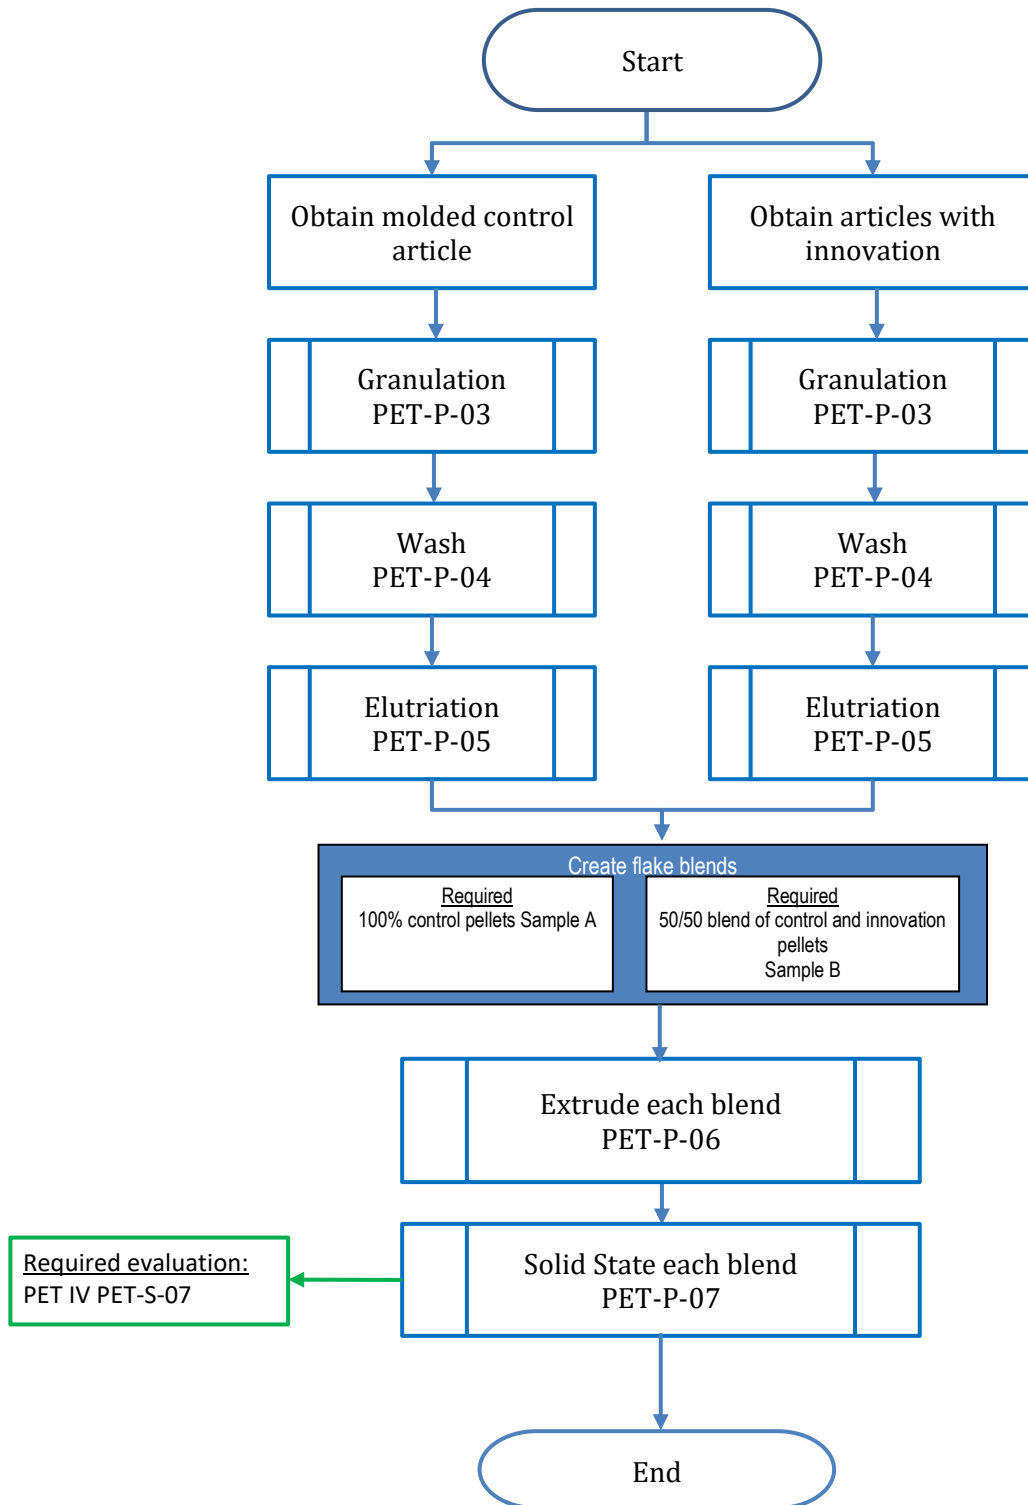 Start
Obtain molded control
article
Obtain articles with
innovation
Granulation
PET-P-03
Granulation
PET-P-03
Wash
PET-P-04
Wash
PET-P-04
Elutriation
PET-P-05
Elutriation
PET-P-05
Create flake blends
Required
100% control pellets Sample A
Required
50/50 blend of control and innovation
pellets
Sample B
Extrude each blend
PET-P-06
Solid State each blend
PET-P-07
Required evaluation:
PET IV PET-S-07
End